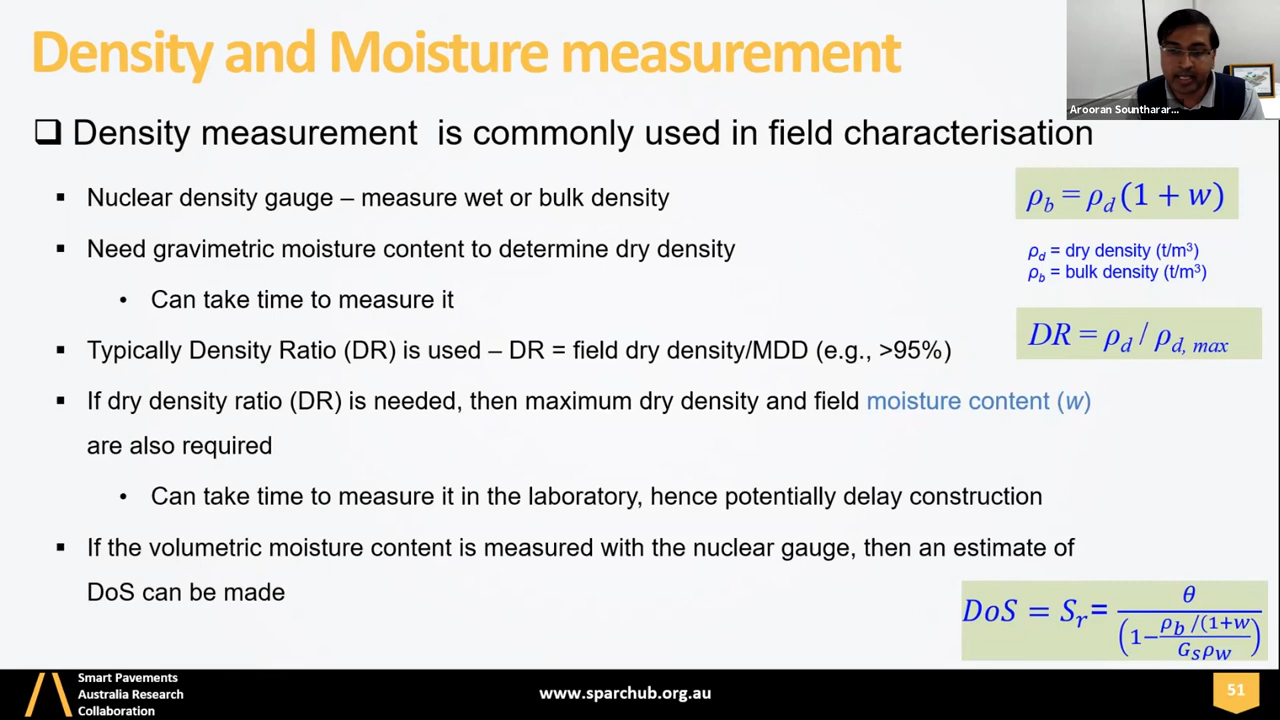 Density and Moisture measurement
Arooran Sountharar...
❑ Density measurement is commonly used in field characterisation
▪ Nuclear density gauge – measure wet or bulk density
ρb = ρd (1 + w)
▪ Need gravimetric moisture content to determine dry density
ρd = dry density (t/m³)
ρb = bulk density (t/m³)
• Can take time to measure it
▪ Typically Density Ratio (DR) is used – DR = field dry density/MDD (e.g., >95%)
DR = ρd / ρd, max
▪ If dry density ratio (DR) is needed, then maximum dry density and field moisture content (w)
are also required
• Can take time to measure it in the laboratory, hence potentially delay construction
▪ If the volumetric moisture content is measured with the nuclear gauge, then an estimate of
DoS can be made
DoS = Sr = θ / (1 − ρb /(1+w / Gsρw)
Smart Pavements
Australia Research
Collaboration
www.sparchub.org.au
51